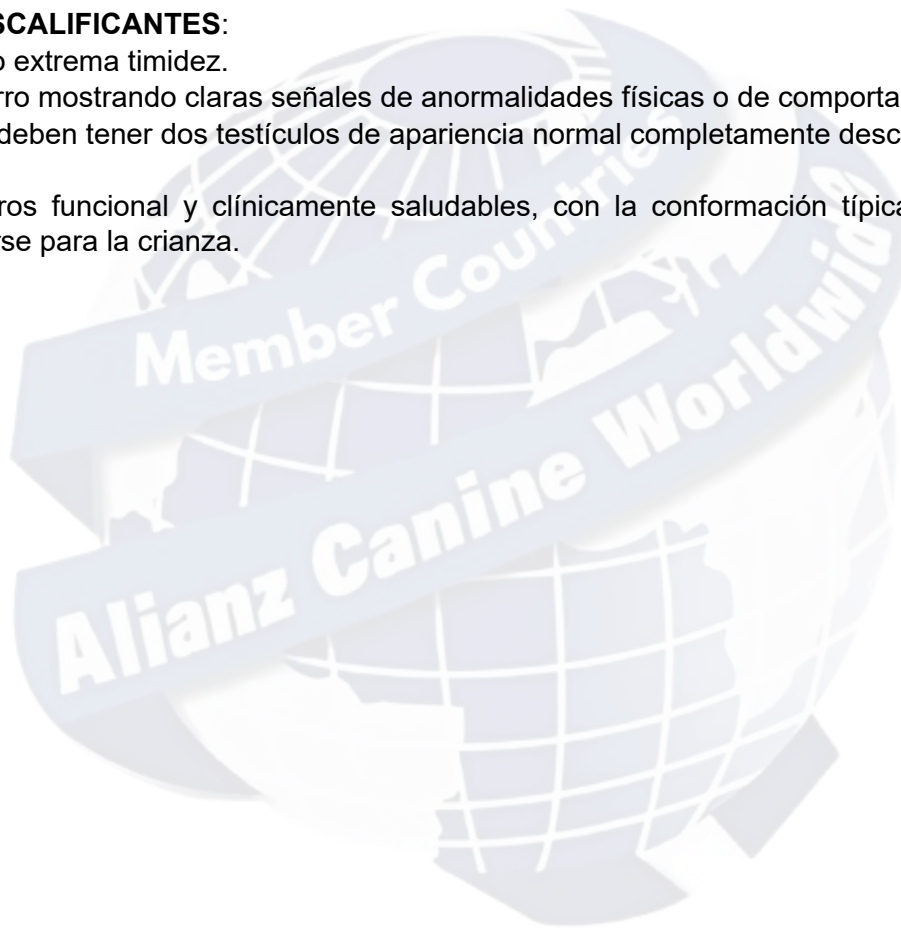 SCALIFICANTES:
o extrema timidez.
rro mostrando claras señales de anormalidades físicas o de comporta
deben tener dos testículos de apariencia normal completamente desc
ros funcional y clínicamente saludables, con la conformación típica
rse para la crianza.
Member Countries
Alianz Canine Worldwide